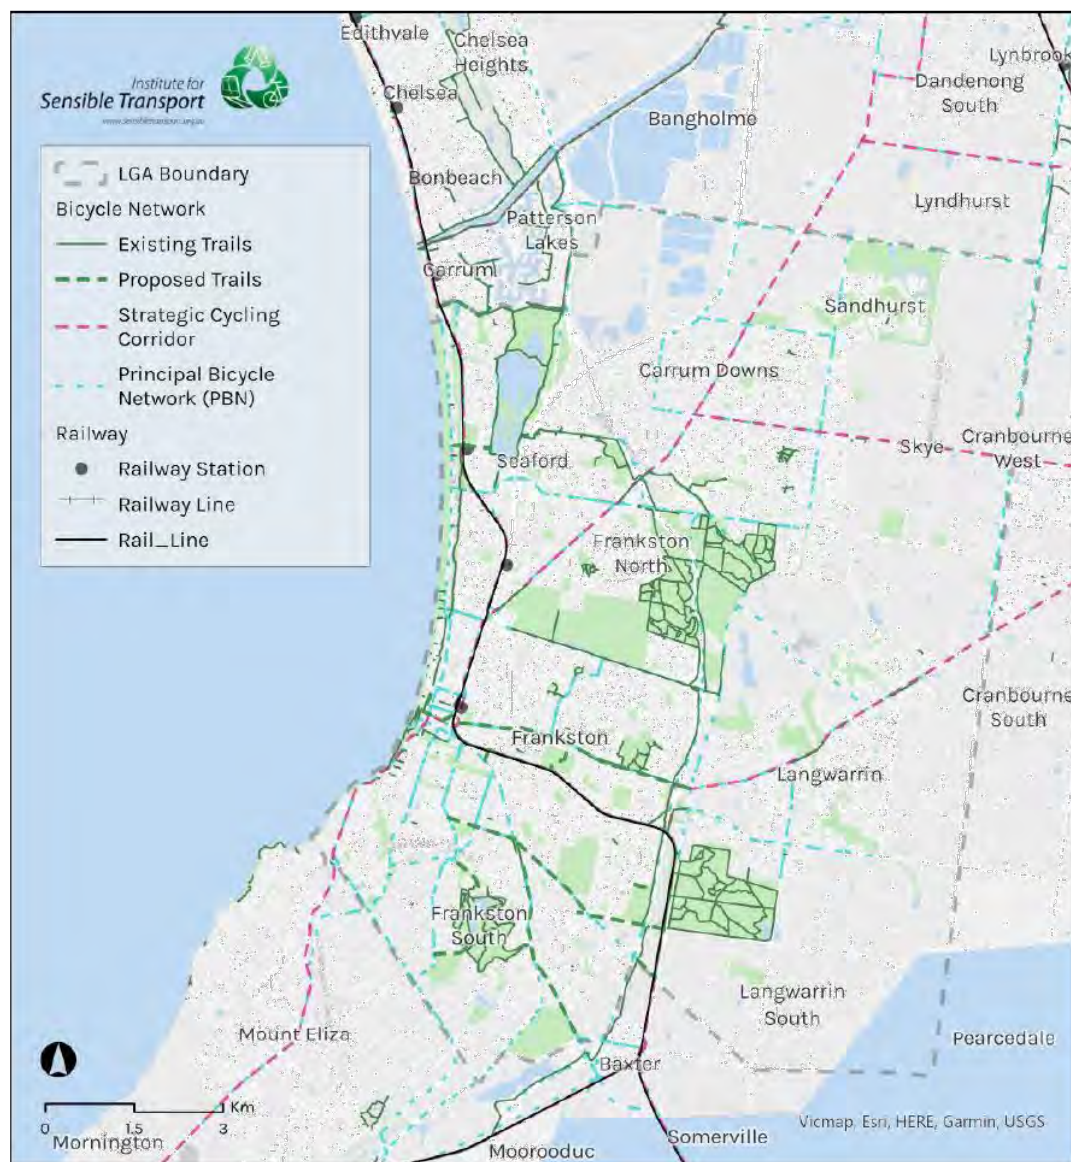 Edithvale
Chelsea
Heights
Lynbrook
Institute for
Sensible Transport
Chelsea
Dandenong
South
Bangholme
LGA Boundary
Bicycle Network
Existing Trails
Proposed Trails
Strategic Cycling
Corridor
Principal Bicycle
Network (PBN)
Railway
Railway Station
Railway Line
Rail_Line
Bonbeach
Lyndhurst
Patterson
Lakes
Carrum
Sandhurst
Carrum Downs
Skye
Cranbourne
West
Seaford
Frankston
North
Cranbourne
South
Frankston
Langwarrin
Frankston
South
Langwarrin
South
Mount Eliza
Pearcedale
Baxter
Km
0
1.5
3
Vicmap, Esri, HERE, Garmin, USGS
Mornington
Somerville
Moorooduc